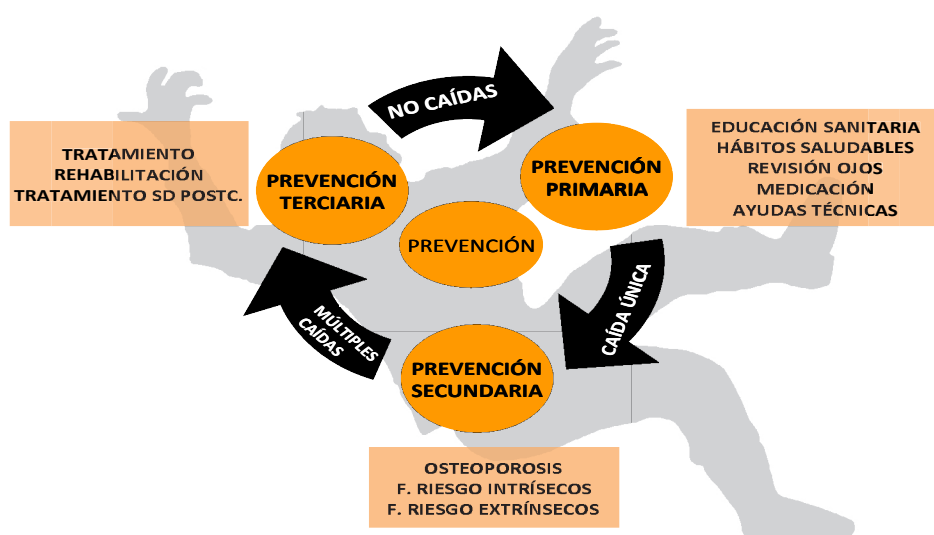 NO CAÍDAS
TRATAMIENTO
REHABILITACIÓN
TRATAMIENTO SD POSTC.
PREVENCIÓN
TERCIARIA
PREVENCIÓN
PRIMARIA
EDUCACIÓN SANITARIA
HÁBITOS SALUDABLES
REVISIÓN OJOS
MEDICACIÓN
AYUDAS TÉCNICAS
PREVENCIÓN
CAÍDA ÚNICA
MÚLTIPLES
CAÍDAS
PREVENCIÓN
SECUNDARIA
OSTEOPOROSIS
F. RIESGO INTRÍSECOS
F. RIESGO EXTRÍNSECOS